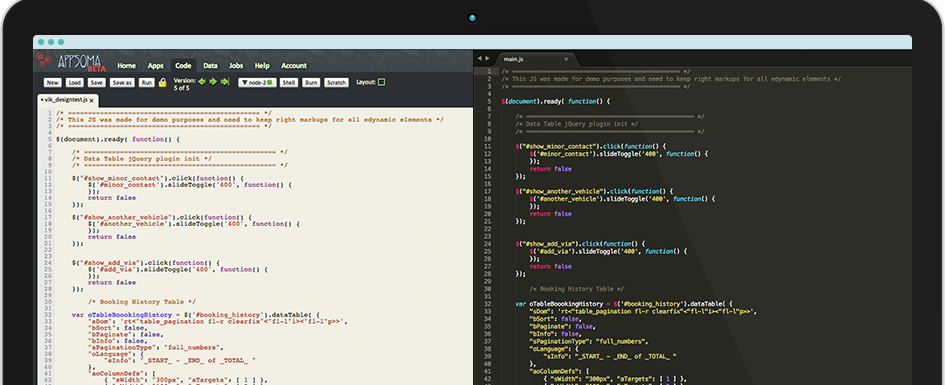 APPSOMA
BETA
Home Apps Code Data Jobs Help Account
New Load Save Save as Run Version: 5 of 5 node-2 Shell Burn Scratch Layout:
vik_designtest.js x
1 /* ================================================ */
2 /* This JS was made for demo purposes and need to keep right markups for all edynamic elements */
3 /* ================================================ */
4
5 $(document).ready( function() {
6
7 /* ================================================ */
8 /* Data Table jQuery plugin init */
9 /* ================================================ */
10
11 $("#show_minor_contact").click(function() {
12 $('#minor_contact').slideToggle('400', function() {
13 });
14 return false
15 });
16
17 $("#show_another_vehicle").click(function() {
18 $('#another_vehicle').slideToggle('400', function() {
19 });
20 return false
21 });
22
23
24 $("#show_add_via").click(function() {
25 $('#add_via').slideToggle('400', function() {
26 });
27 return false
28 });
29
30 /* Booking History Table */
31
32 var oTableBoookingHistory = $('#booking_history').dataTable( {
33 "sDom": 'rt<"table_pagination fl-r clearfix"<"fl-l"i><"fl-l"p>>',
34 "bSort": false,
35 "bPaginate": false,
36 "bInfo": false,
37 "aPaginationType": "full_numbers",
38 "oLanguage": {
39 "sInfo": "_START_ - _END_ of _TOTAL_ "
40 },
41 "aoColumnDefs": [
42 { "sWidth": "300px", "aTargets": [ 1 ] },
main.js x
1 /* ================================================ */
2 /* This JS was made for demo purposes and need to keep right markups for all edynamic elements */
3 /* ================================================ */
4
5 $(document).ready( function() {
6
7 /* ================================================ */
8 /* Data Table jQuery plugin init */
9 /* ================================================ */
10
11 $("#show_minor_contact").click(function() {
12 $('#minor_contact').slideToggle('400', function() {
13 });
14 return false
15 });
16
17 $("#show_another_vehicle").click(function() {
18 $('#another_vehicle').slideToggle('400', function() {
19 });
20 return false
21 });
22
23
24 $("#show_add_via").click(function() {
25 $('#add_via').slideToggle('400', function() {
26 });
27 return false
28 });
29
30 /* Booking History Table */
31
32 var oTableBoookingHistory = $('#booking_history').dataTable( {
33 "sDom": 'rt<"table_pagination fl-r clearfix"<"fl-l"i><"fl-l"p>>',
34 "bSort": false,
35 "bPaginate": false,
36 "bInfo": false,
37 "sPaginationType": "full_numbers",
38 "oLanguage": {
39 "sInfo": "_START_ - _END_ of _TOTAL_ "
40 },
41 "aoColumnDefs": [
42 { "sWidth": "300px", "aTargets": [ 1 ] },